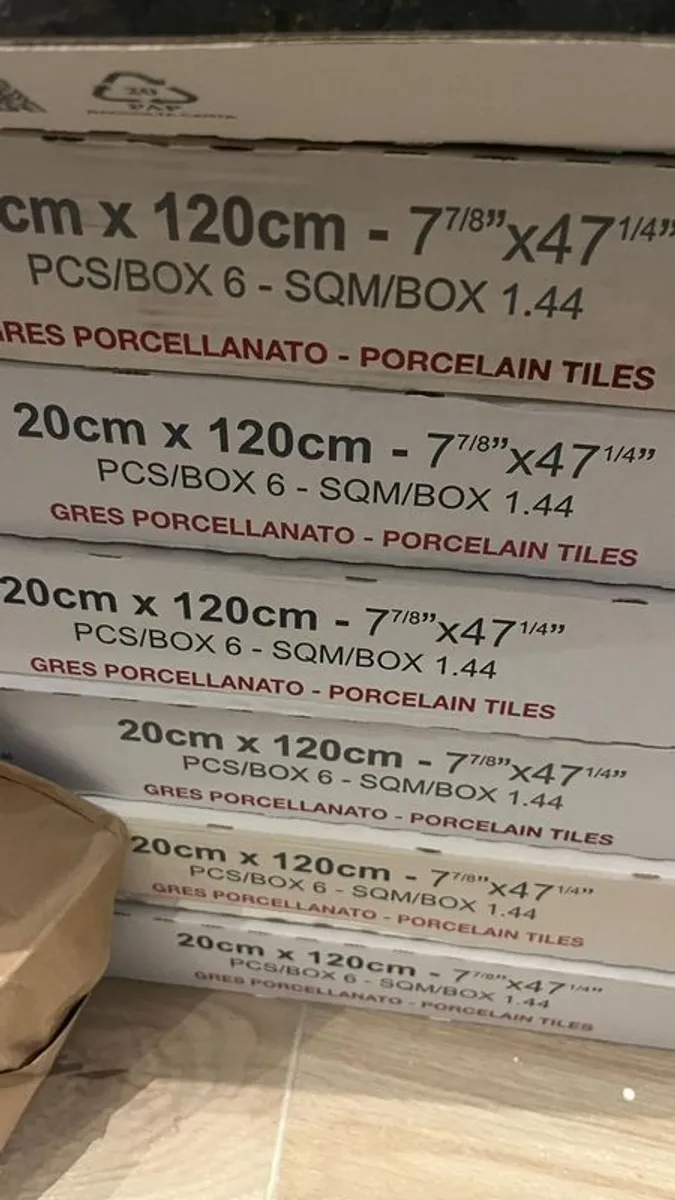 20
PAP
RACCOLTA CARTA
cm x 120cm - 7 7/8”x47 1/4”
PCS/BOX 6 - SQM/BOX 1.44
GRES PORCELLANATO - PORCELAIN TILES
20cm x 120cm - 7 7/8”x47 1/4”
PCS/BOX 6 - SQM/BOX 1.44
GRES PORCELLANATO - PORCELAIN TILES
20cm x 120cm - 7 7/8”x47 1/4”
PCS/BOX 6 - SQM/BOX 1.44
GRES PORCELLANATO - PORCELAIN TILES
20cm x 120cm - 7 7/8”x47 1/4”
PCS/BOX 6 - SQM/BOX 1.44
GRES PORCELLANATO - PORCELAIN TILES
20cm x 120cm - 7 7/8”x47 1/4”
PCS/BOX 6 - SQM/BOX 1.44
GRES PORCELLANATO - PORCELAIN TILES
20cm x 120cm - 7 7/8”x47 1/4”
PCS/BOX 6 - SQM/BOX 1.44
GRES PORCELLANATO - PORCELAIN TILES